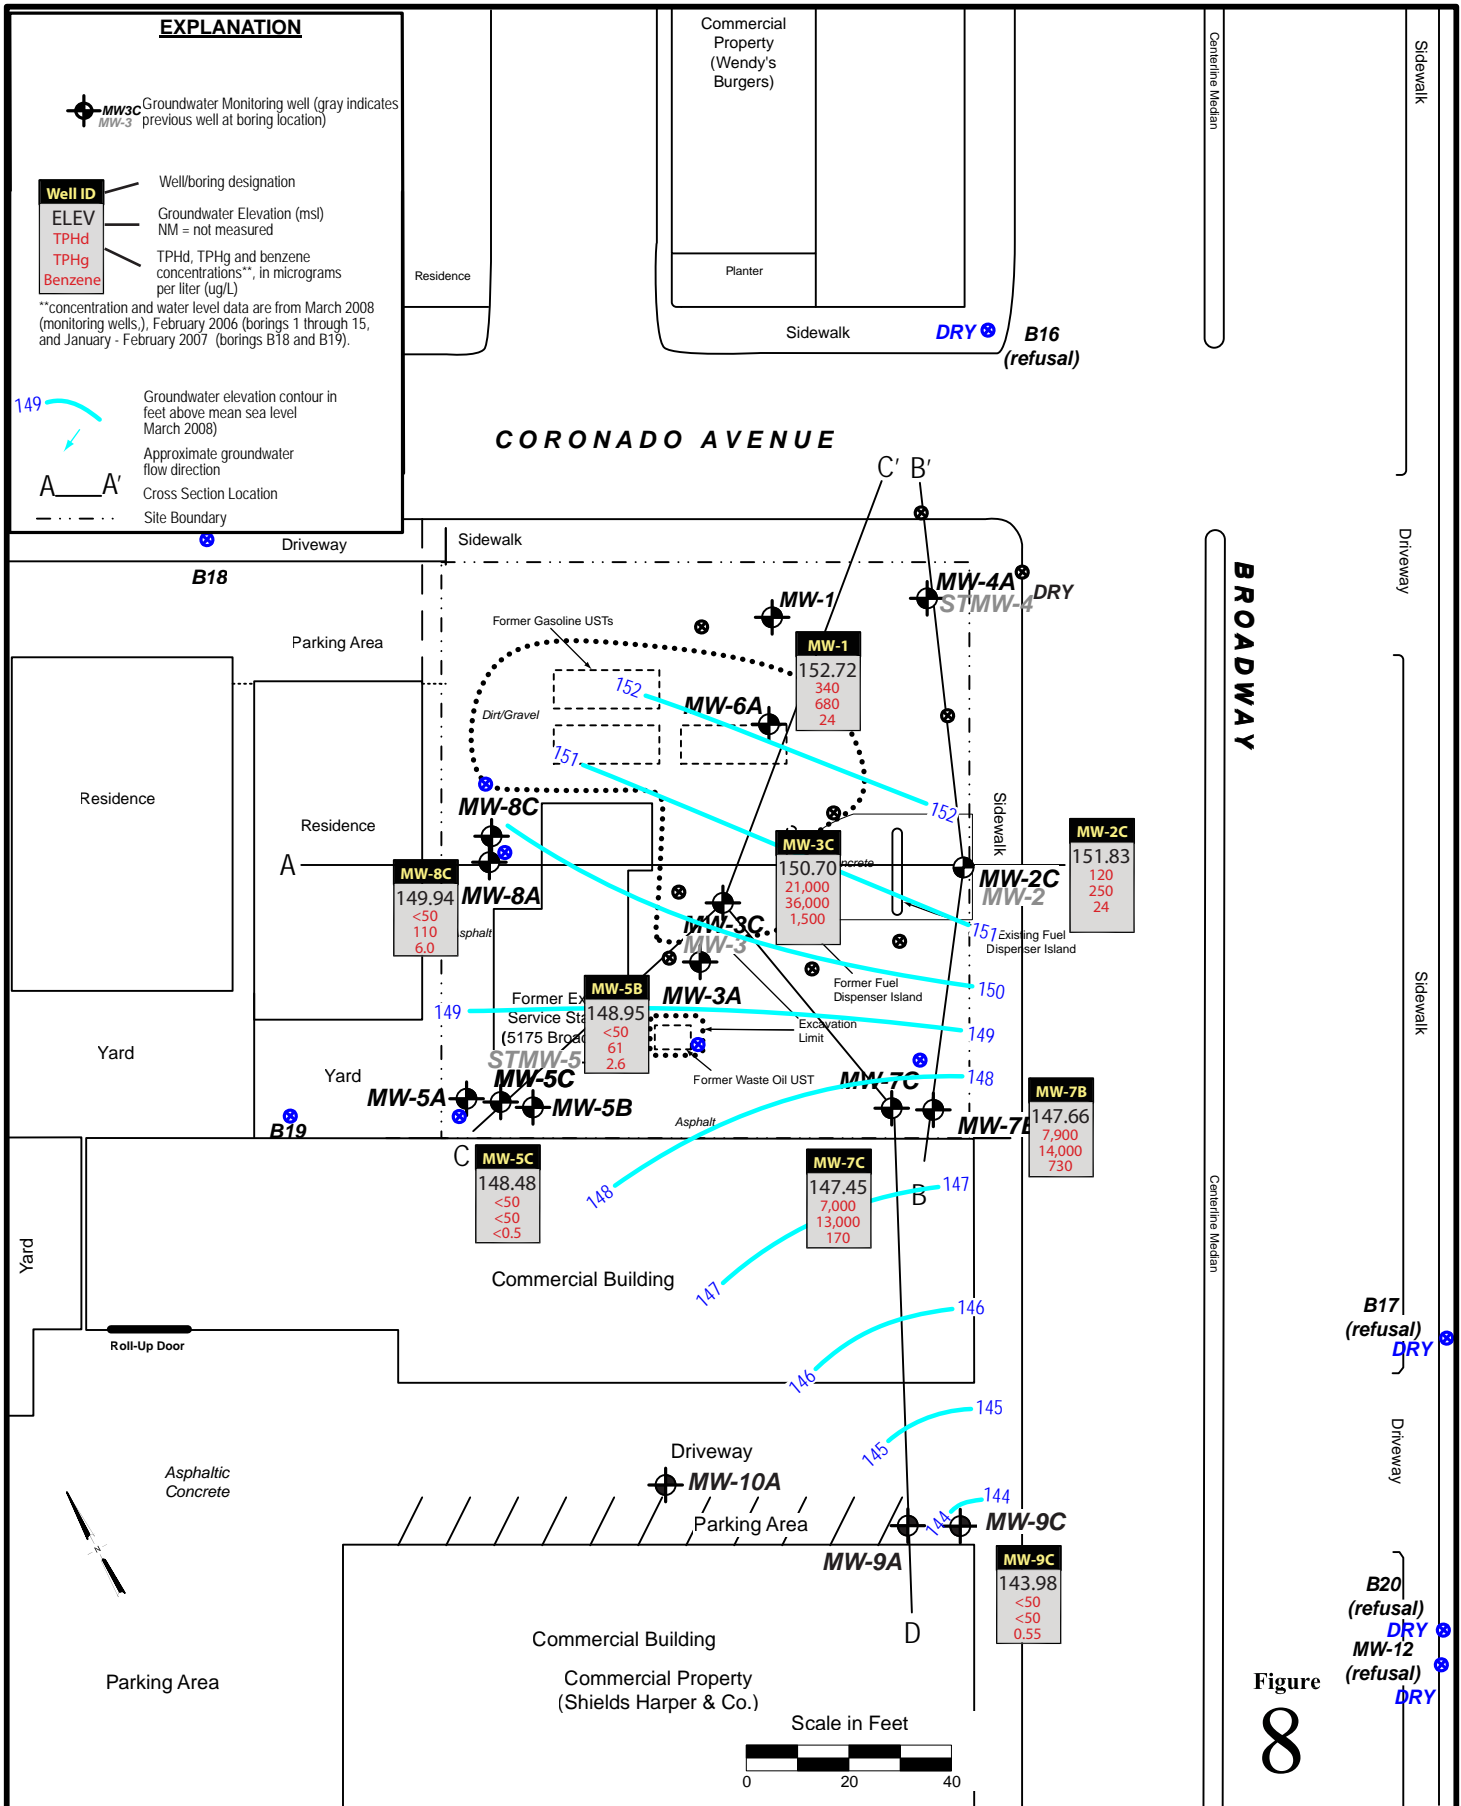 EXPLANATION
MW3C
MW-3
Groundwater Monitoring well (gray indicates
previous well at boring location)
Well ID
ELEV
TPHd
TPHg
Benzene
Well/boring designation
Groundwater Elevation (msl)
NM = not measured
TPHd, TPHg and benzene
concentrations**, in micrograms
per liter (ug/L)
**concentration and water level data are from March 2008
(monitoring wells,), February 2006 (borings 1 through 15,
and January - February 2007 (borings B18 and B19).
149
Groundwater elevation contour in
feet above mean sea level
March 2008)
Approximate groundwater
flow direction
A A'
Cross Section Location
Site Boundary
Commercial
Property
(Wendy's
Burgers)
Centerline Median
Sidewalk
Residence
Planter
Sidewalk
DRY
B16
(refusal)
CORONADO AVENUE
C' B'
Driveway
Sidewalk
Driveway
B18
MW-4A
STMW-4
DRY
BROADWAY
MW-1
Former Gasoline USTs
Parking Area
MW-1
152.72
340
680
24
152
MW-6A
Dirt/Gravel
151
Residence
MW-8C
152
Sidewalk
Residence
MW-2C
151.83
120
250
24
MW-3C
150.70
21,000
36,000
1,500
A
MW-8C
149.94
<50
110
6.0
MW-8A
MW-2C
MW-2
MW-3C
MW-3
151
Existing Fuel
Dispenser Island
Former Fuel
Dispenser Island
150
Sidewalk
MW-3A
MW-5B
148.95
<50
61
2.6
149
Former
Service
(5175
Excavation
Limit
149
Yard
STMW-5
Yard
Former Waste Oil UST
MW-7C
148
MW-5A
MW-5C
MW-5B
MW-7B
147.66
7,900
14,000
730
B19
Asphalt
C
MW-5C
148.48
<50
<50
<0.5
MW-7C
147.45
7,000
13,000
170
148
B
147
Centerline Median
Yard
Commercial Building
147
146
B17
(refusal)
DRY
Roll-Up Door
146
145
Driveway
145
Driveway
Asphaltic
Concrete
MW-10A
144
Parking Area
144
MW-9C
N
MW-9A
MW-9C
143.98
<50
<50
0.55
B20
(refusal)
DRY
D
Commercial Building
MW-12
(refusal)
DRY
Parking Area
Commercial Property
(Shields Harper & Co.)
Figure
8
Scale in Feet
0 20 40